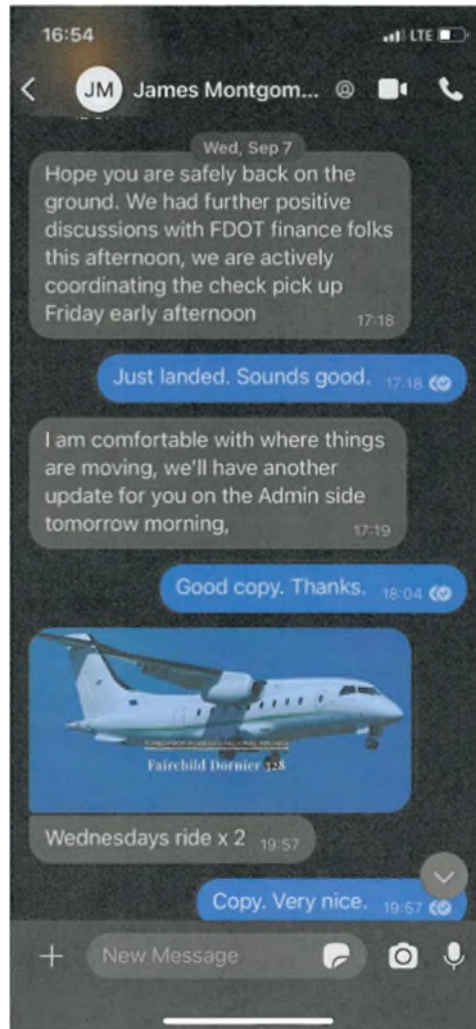 16:54
LTE
JM James Montgom...
Wed, Sep 7
Hope you are safely back on the
ground. We had further positive
discussions with FDOT finance folks
this afternoon, we are actively
coordinating the check pick up
Friday early afternoon
17:18
Just landed. Sounds good. 17:18
I am comfortable with where things
are moving, we'll have another
update for you on the Admin side
tomorrow morning,
17:19
Good copy. Thanks. 18:04
Fairchild Dornier 328
Wednesdays ride x 2 19:57
Copy. Very nice. 19:57
New Message